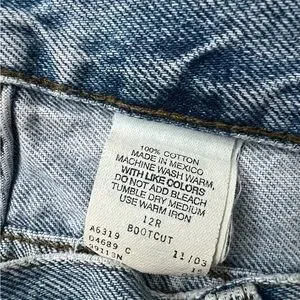 100% COTTON
MADE IN MEXICO
MACHINE WASH WARM,
WITH LIKE COLORS
DO NOT ADD BLEACH
TUMBLE DRY MEDIUM
USE WARM IRON
12R
BOOTCUT
A6319 11/03
04689 C